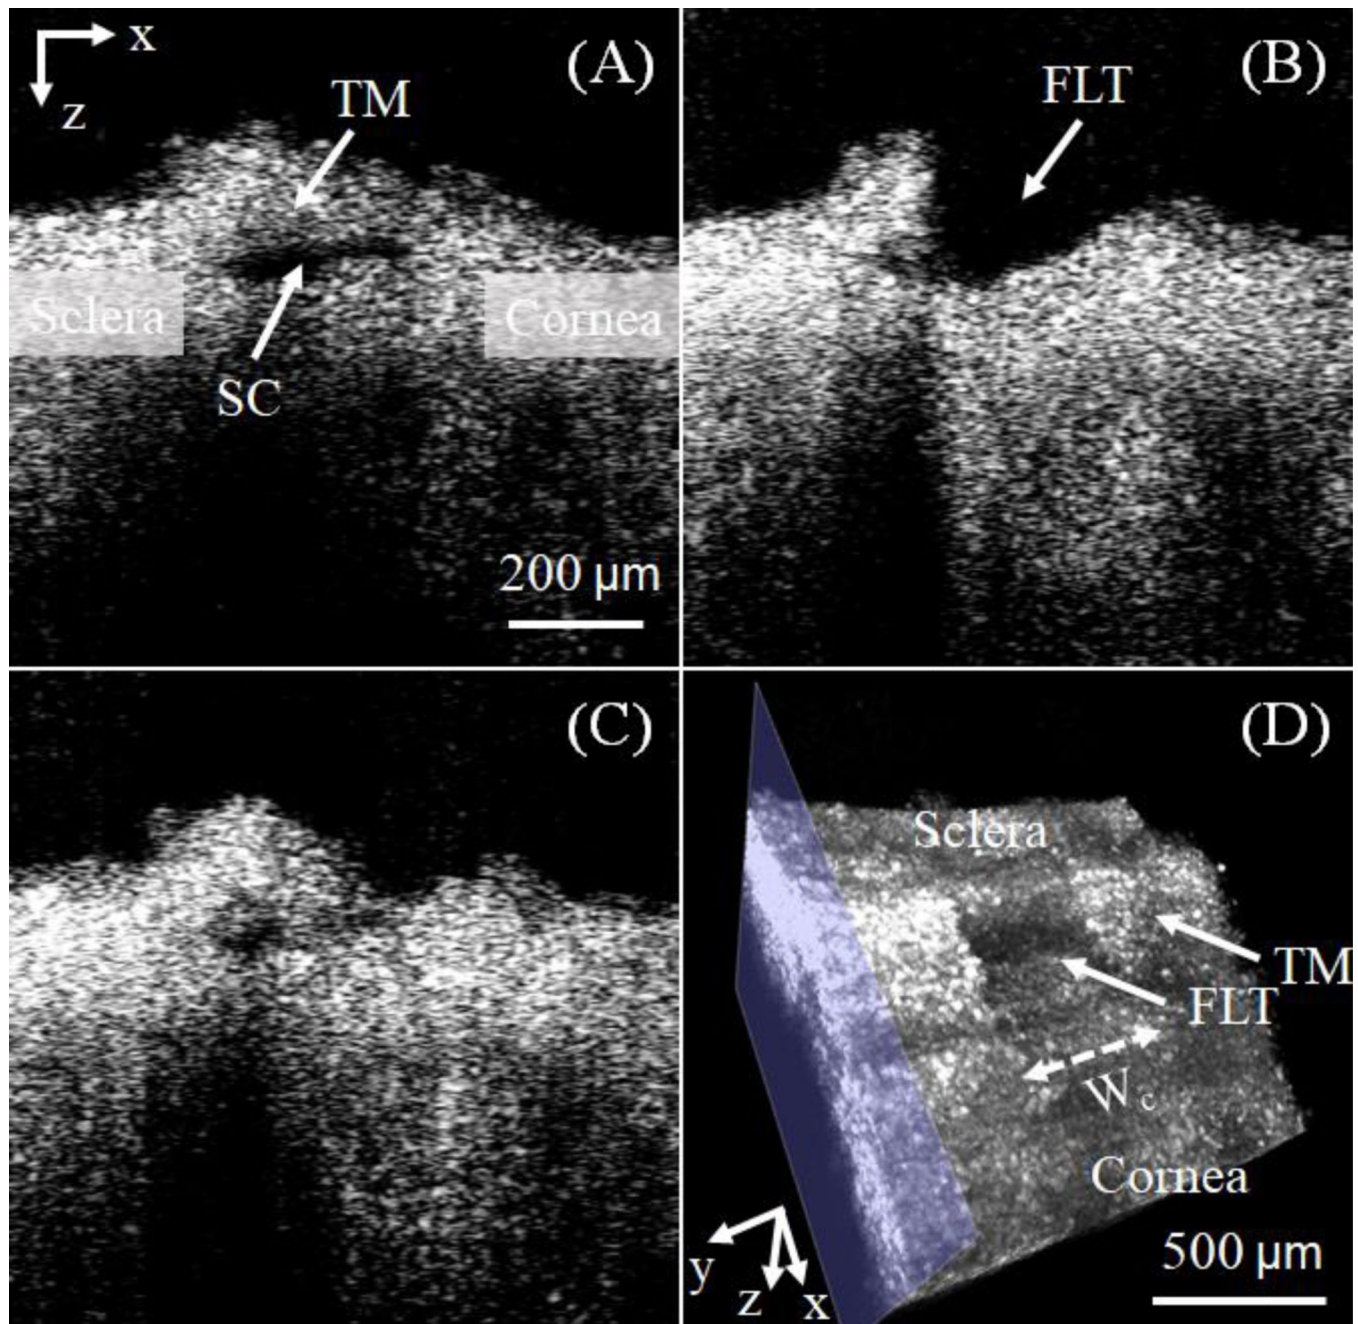 x
z
(A)
TM
Sclera
Cornea
SC
200 µm
(B)
FLT
(C)
(D)
Sclera
TM
FLT
Wc
Cornea
y
z
x
500 µm